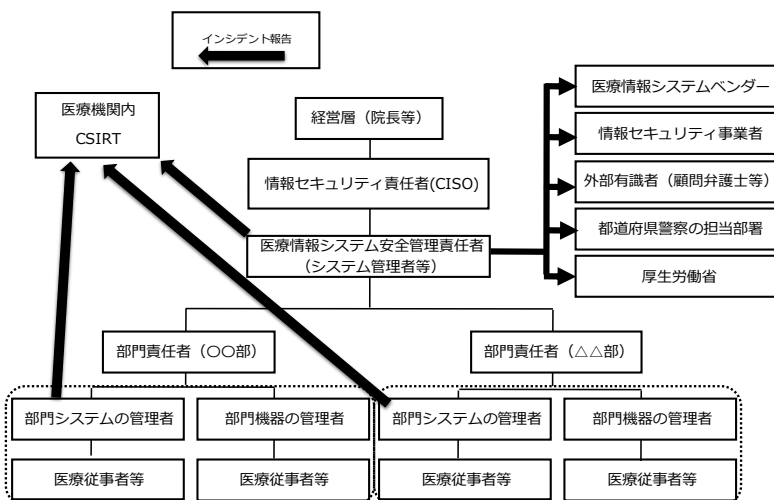 インシデント報告
医療機関内
CSIRT
経営層（院長等）
情報セキュリティ責任者(CISO)
医療情報システム安全管理責任者
（システム管理者等）
医療情報システムベンダー
情報セキュリティ事業者
外部有識者（顧問弁護士等）
都道府県警察の担当部署
厚生労働省
部門責任者（〇〇部）
部門責任者（△△部）
部門システムの管理者
部門機器の管理者
部門システムの管理者
部門機器の管理者
医療従事者等
医療従事者等
医療従事者等
医療従事者等